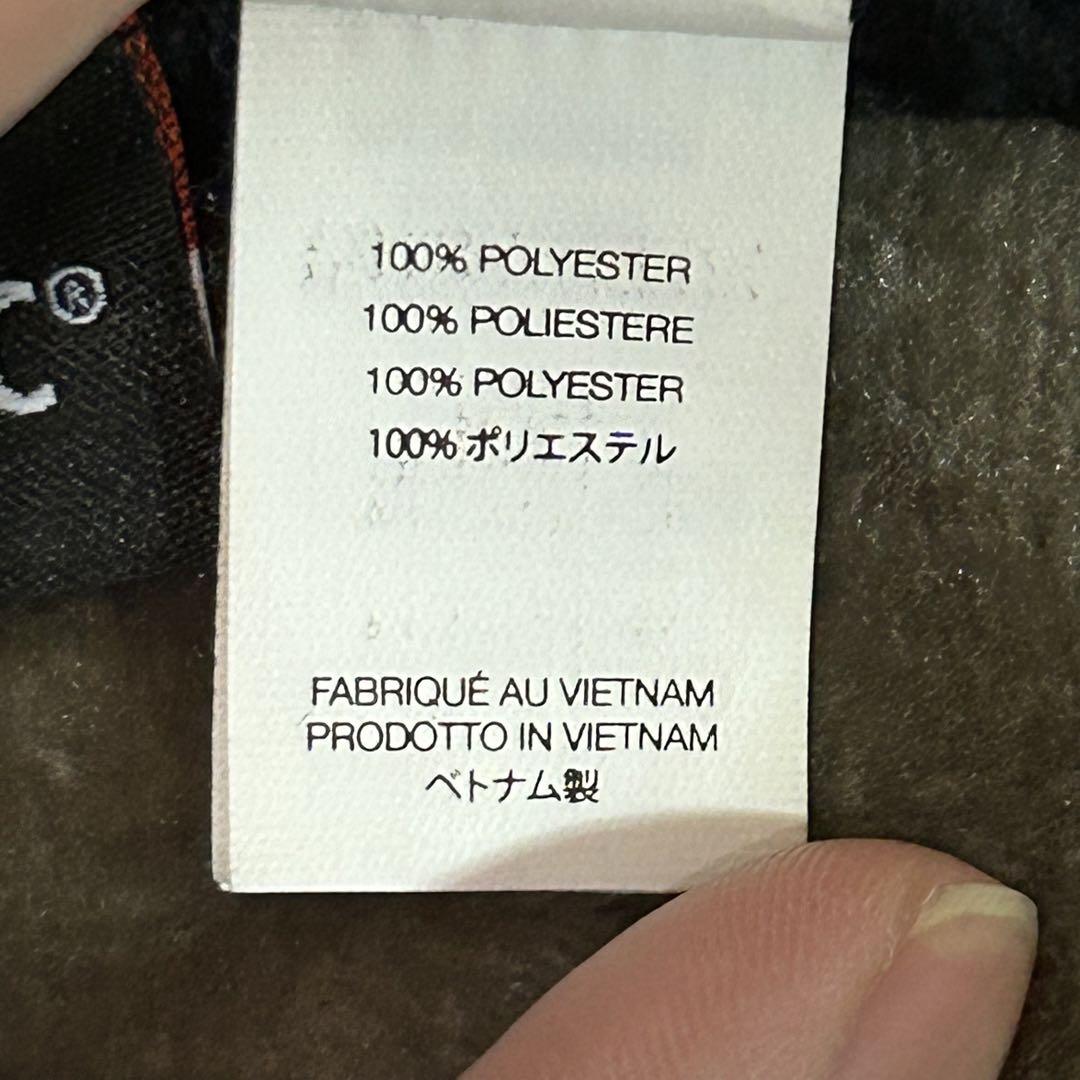 100% POLYESTER
100% POLIESTERE
100% POLYESTER
100% ポリエステル
FABRIQUÉ AU VIETNAM
PRODOTTO IN VIETNAM
ベトナム製
C®